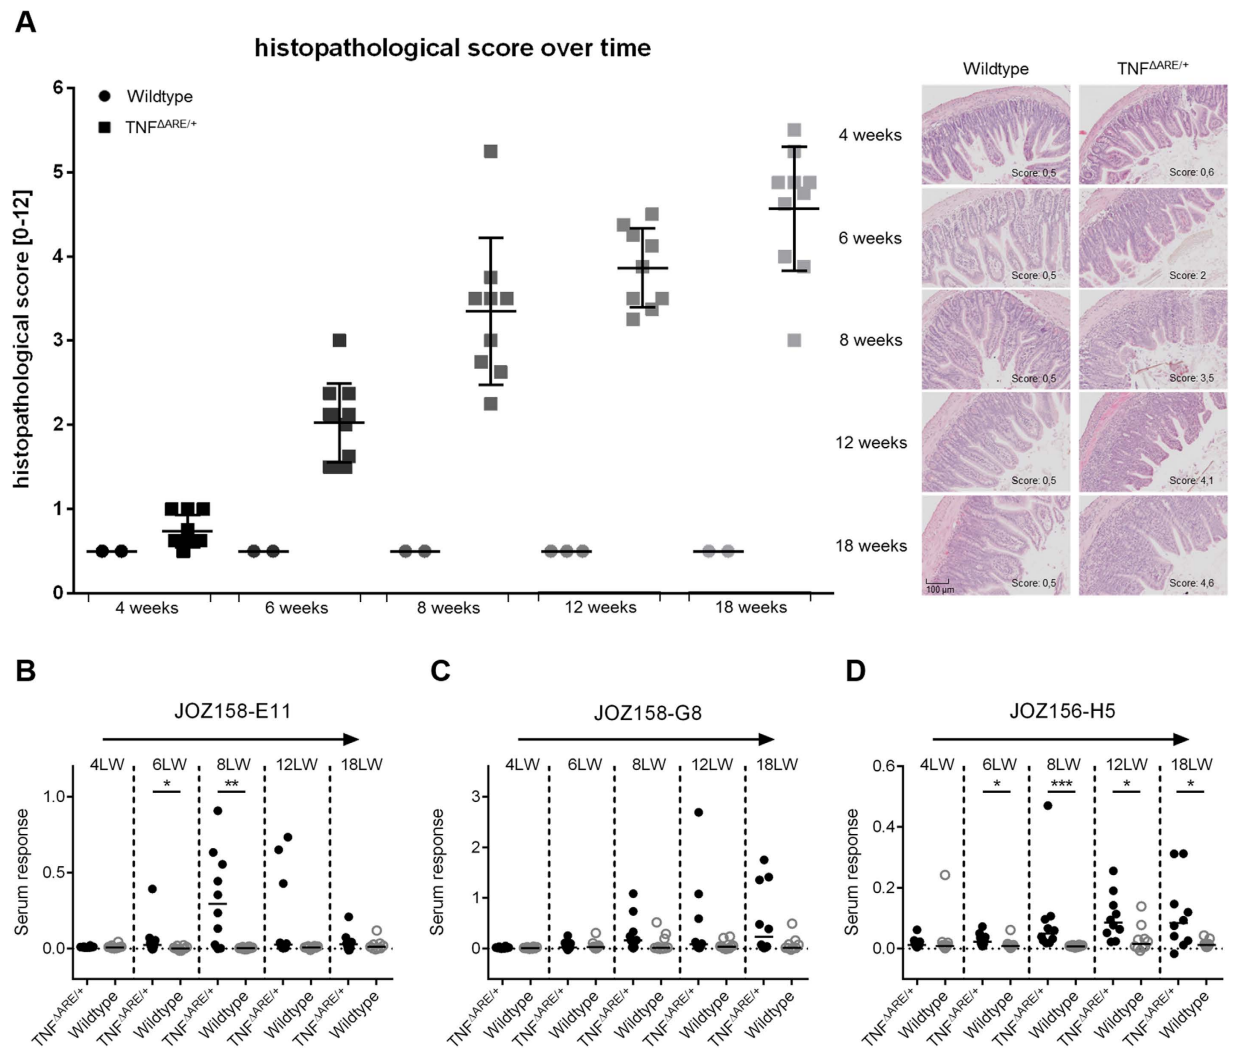 A
histopathological score over time
histopathological score [0-12]
6
5
4
3
2
1
0
Wildtype
TNFΔARE/+
4 weeks
6 weeks
8 weeks
12 weeks
18 weeks
Wildtype
TNFΔARE/+
4 weeks
Score: 0,5
Score: 0,6
6 weeks
Score: 0,5
Score: 2
8 weeks
Score: 0,5
Score: 3,5
12 weeks
Score: 0,5
Score: 4,1
18 weeks
100 µm
Score: 0,5
Score: 4,6
B
JOZ158-E11
4LW 6LW 8LW 12LW 18LW
* **
Serum response
1.0
0.5
0.0
TNFΔARE/+
Wildtype
TNFΔARE/+
Wildtype
TNFΔARE/+
Wildtype
TNFΔARE/+
Wildtype
TNFΔARE/+
Wildtype
C
JOZ158-G8
4LW 6LW 8LW 12LW 18LW
Serum response
3
2
1
0
TNFΔARE/+
Wildtype
TNFΔARE/+
Wildtype
TNFΔARE/+
Wildtype
TNFΔARE/+
Wildtype
TNFΔARE/+
Wildtype
D
JOZ156-H5
4LW 6LW 8LW 12LW 18LW
* *** * *
Serum response
0.6
0.4
0.2
0.0
TNFΔARE/+
Wildtype
TNFΔARE/+
Wildtype
TNFΔARE/+
Wildtype
TNFΔARE/+
Wildtype
TNFΔARE/+
Wildtype